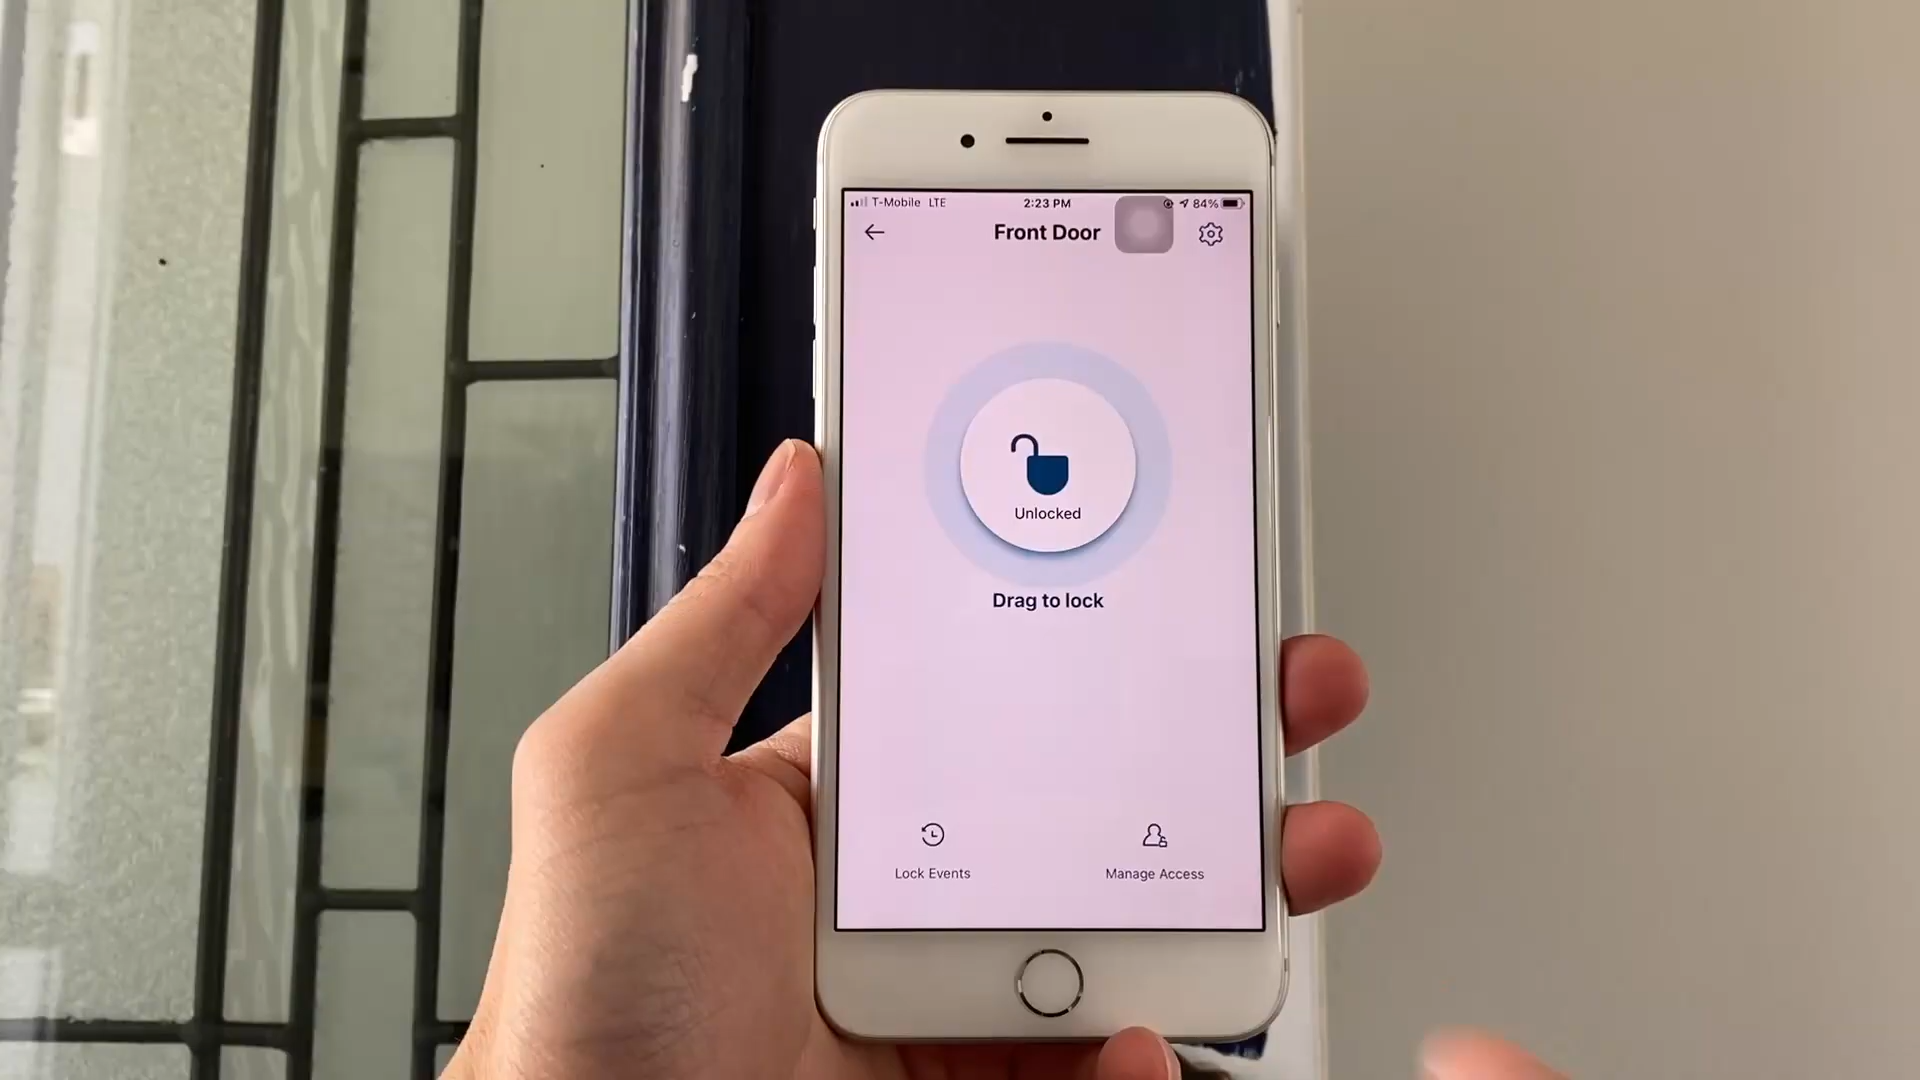 T-Mobile LTE 2:23 PM 84%
Front Door
Unlocked
Drag to lock
Lock Events Manage Access